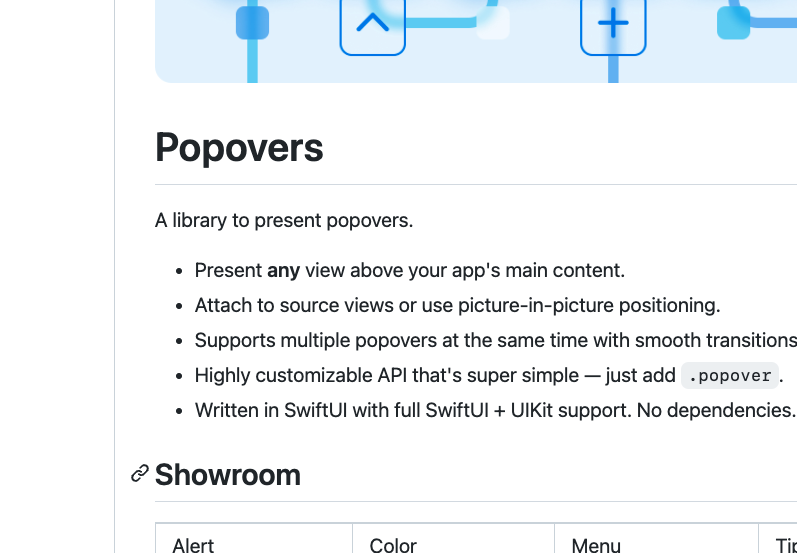 Popovers
A library to present popovers.
Present any view above your app's main content.
Attach to source views or use picture-in-picture positioning.
Supports multiple popovers at the same time with smooth transitions
Highly customizable API that's super simple — just add .popover.
Written in SwiftUI with full SwiftUI + UIKit support. No dependencies.
Showroom
Alert Color Menu